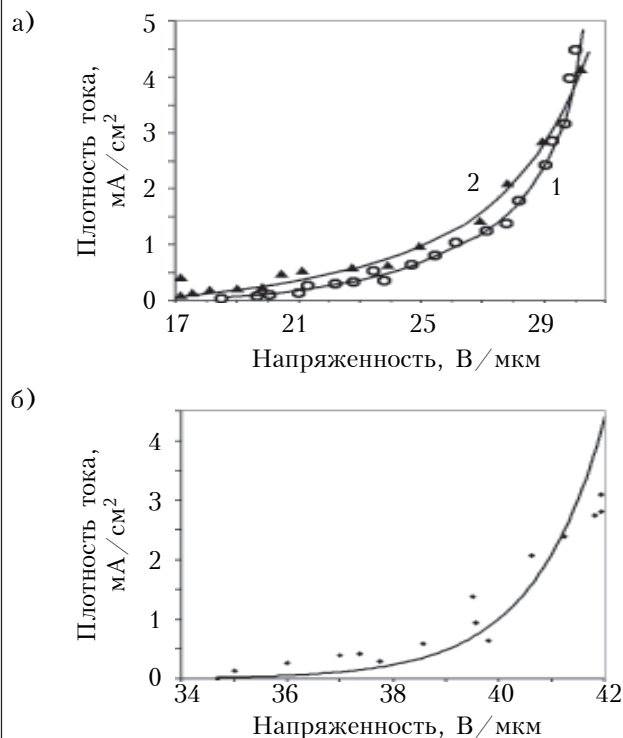 а)
Плотность тока,
мА/см²
5
4
3
2
1
0
2
1
17 21 25 29
Напряженность, В/мкм
б)
Плотность тока,
мА/см²
4
3
2
1
0
34 36 38 40 42
Напряженность, В/мкм